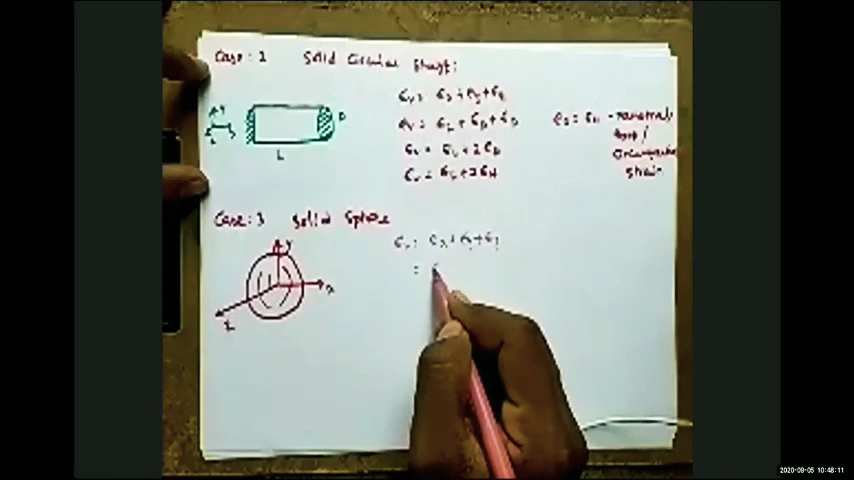 Case: 2 Solid Circular Shaft:
Y
L
D
L
εv = εx + εy + εz
εv = εL + εD + εD
εv = εL + 2εD
εv = εL + 2εH
εD = εH -
strain
Case: 3 Solid Sphere
Y
X
Z
εv = εx + εy + εz
= ε
2020-09-05 10:48:11